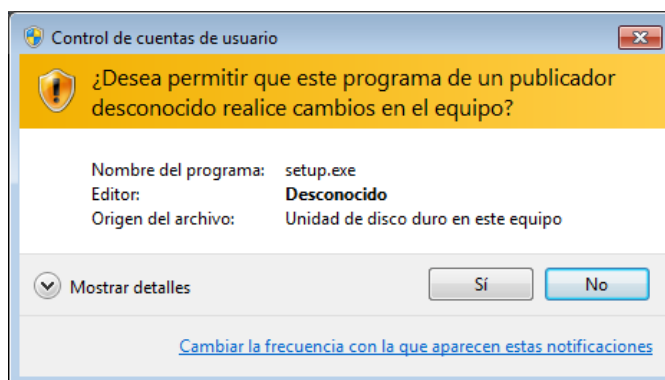 Control de cuentas de usuario
¿Desea permitir que este programa de un publicador
desconocido realice cambios en el equipo?
Nombre del programa: setup.exe
Editor: Desconocido
Origen del archivo: Unidad de disco duro en este equipo
Mostrar detalles Sí No
Cambiar la frecuencia con la que aparecen estas notificaciones